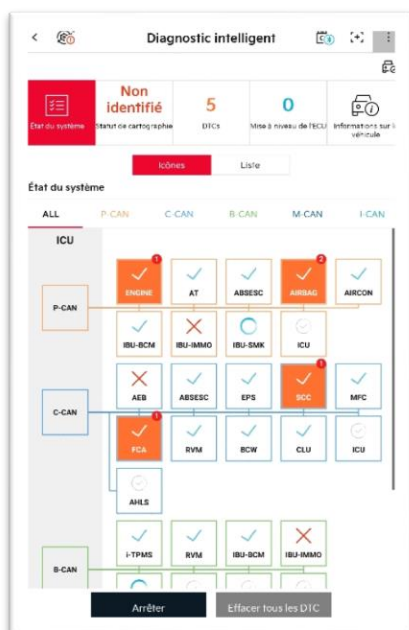 Diagnostic intelligent
Non identifié
Statut de cartographie
État du système
5
DTCs
0
Mise à niveau de l'ECU
Informations sur le véhicule
Icônes
Liste
État du système
ALL P-CAN C-CAN B-CAN M-CAN I-CAN
ICU
1 2
ENGINE AT ABSESC AIRBAG AIRCON
P-CAN
IBU-BCM IBU-IMMO IBU-SMK ICU
1
AEB ABSESC EPS SCC MFC
C-CAN
1
FCA RVM BCW CLU ICU
AHLS
i-TPMS RVM IBU-BCM IBU-IMMO
B-CAN
Arrêter
Effacer tous les DTC